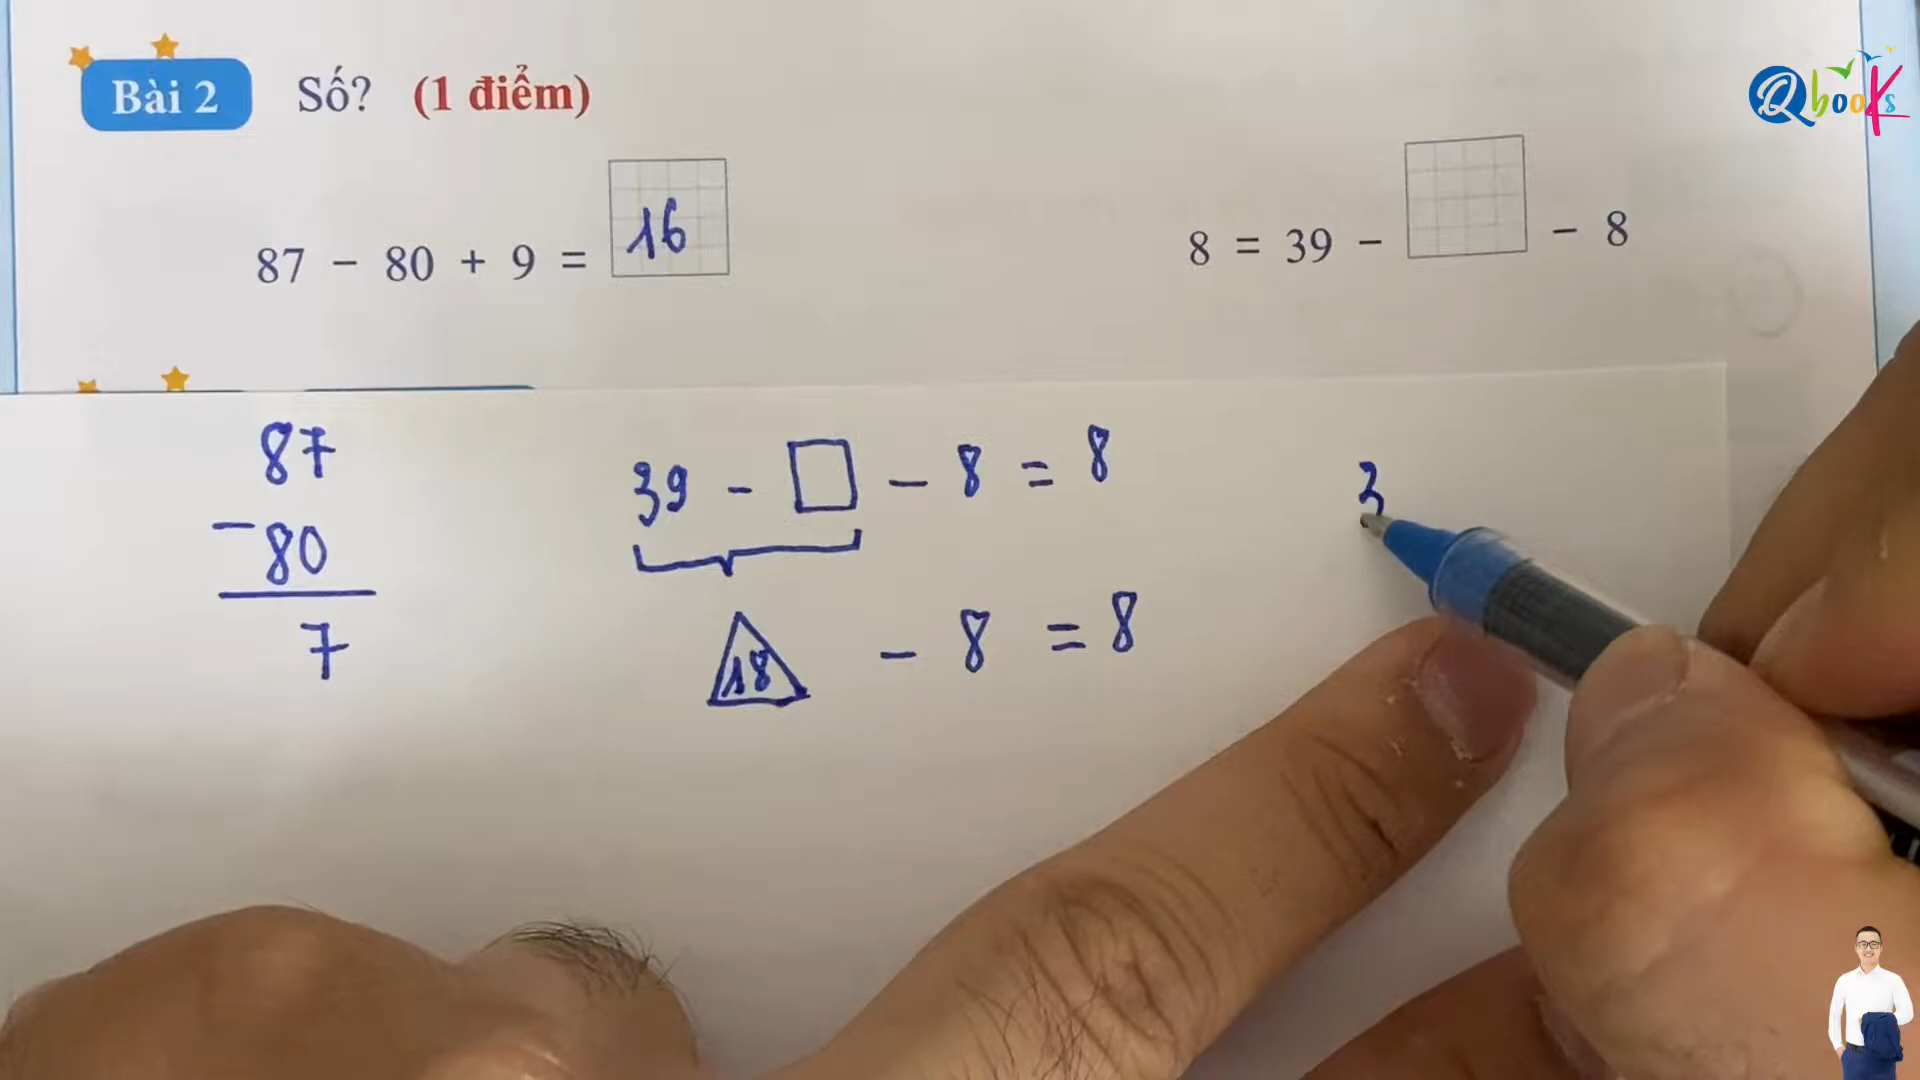 Bài 2 Số? (1 điểm)
Qbooks
87 - 80 + 9 = 16
8 = 39 - - 8
87
- 80
7
39 - □ - 8 = 8
18 - 8 = 8
3